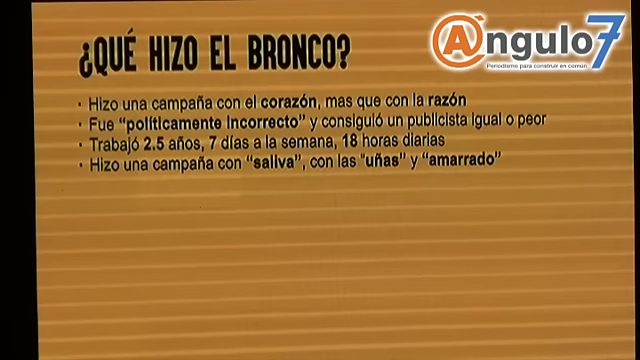 ¿QUÉ HIZO EL BRONCO?
Angulo7
Periodismo para construir en común
· Hizo una campaña con el corazón, mas que con la razón
· Fue “políticamente incorrecto” y consiguió un publicista igual o peor
· Trabajó 2.5 años, 7 días a la semana, 18 horas diarias
· Hizo una campaña con “saliva”, con las "uñas” y “amarrado”